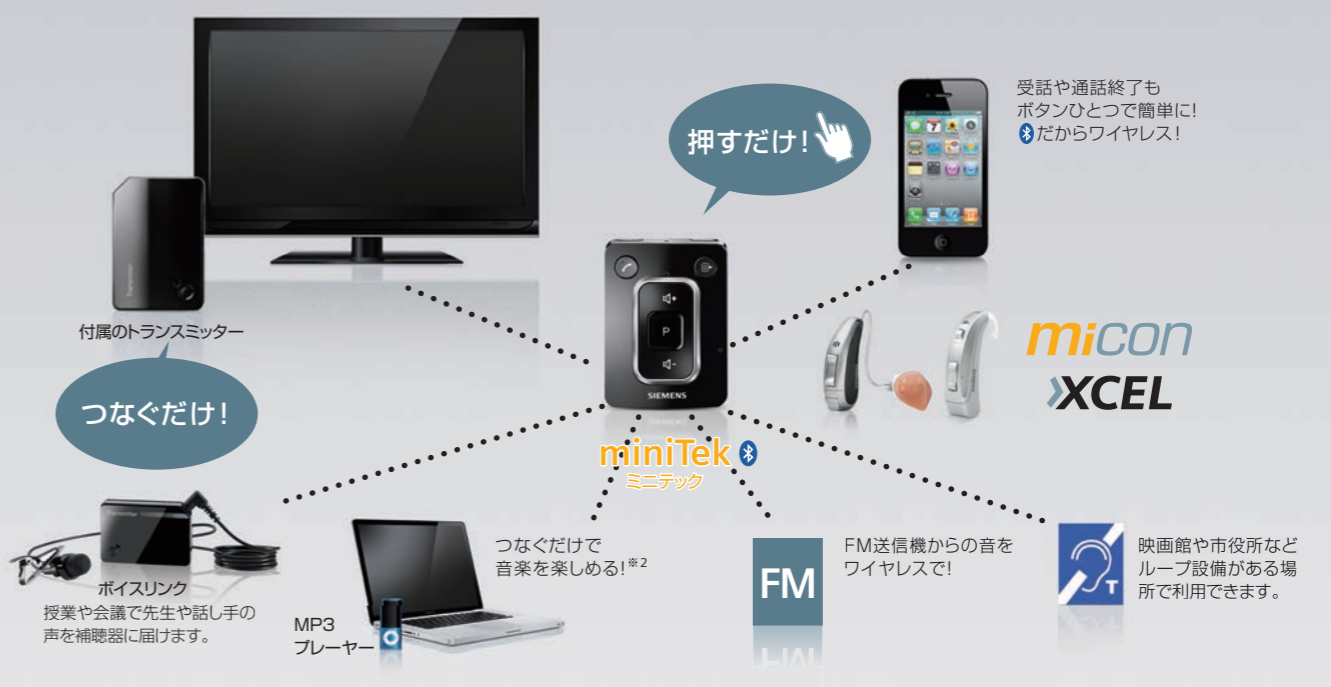 Transmitter
付属のトランスミッター
つなぐだけ!
押すだけ!
受話や通話終了も
ボタンひとつで簡単に!
だからワイヤレス!
P
SIEMENS
miniTek
ミニテック
micon
XCEL
Transmitter
ボイスリンク
授業や会議で先生や話し手の
声を補聴器に届けます。
MP3
プレーヤー
つなぐだけで
音楽を楽しめる!※2
FM
FM送信機からの音を
ワイヤレスで!
T
映画館や市役所など
ループ設備がある場
所で利用できます。